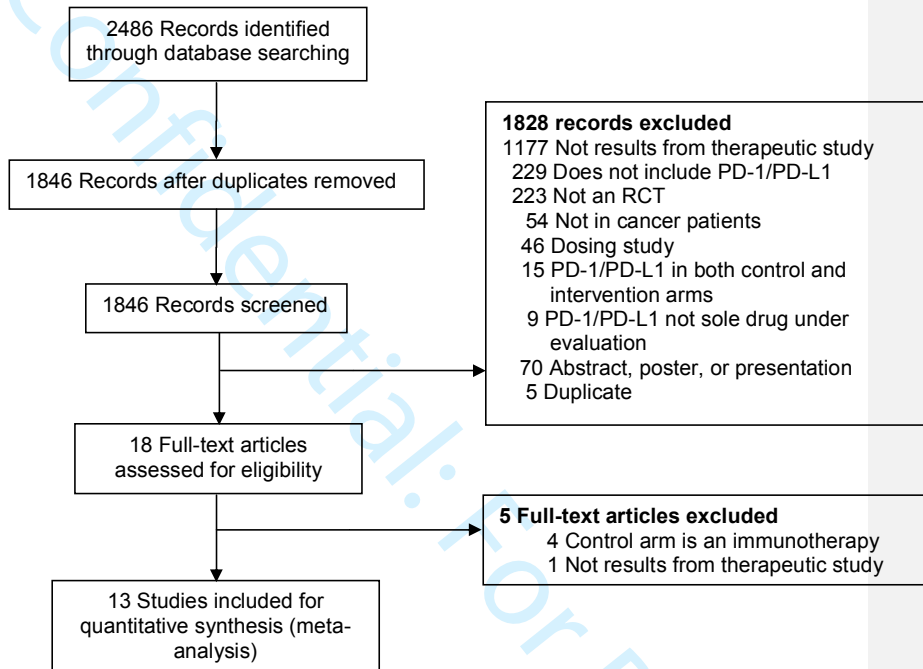 2486 Records identified
through database searching
1846 Records after duplicates removed
1846 Records screened
1828 records excluded
1177 Not results from therapeutic study
229 Does not include PD-1/PD-L1
223 Not an RCT
54 Not in cancer patients
46 Dosing study
15 PD-1/PD-L1 in both control and
intervention arms
9 PD-1/PD-L1 not sole drug under
evaluation
70 Abstract, poster, or presentation
5 Duplicate
18 Full-text articles
assessed for eligibility
5 Full-text articles excluded
4 Control arm is an immunotherapy
1 Not results from therapeutic study
13 Studies included for
quantitative synthesis (meta-
analysis)
Confidential: For